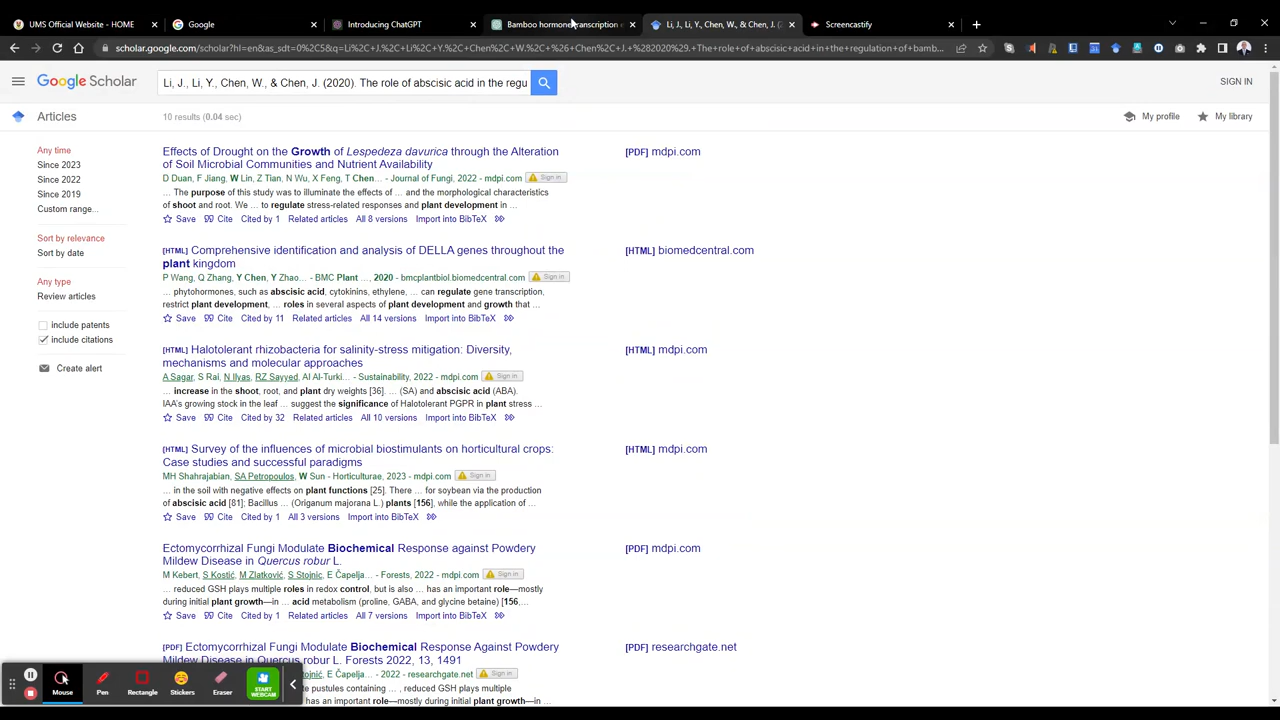 UMS Official Website - HOME
Google
Introducing ChatGPT
Bamboo hormone transcription
Li, J., Li, Y., Chen, W., & Chen, J. (
Screencastify
scholar.google.com/scholar?hl=en&as_sdt=0%2C5&q=Li%2C+J.%2C+Li%2C+Y.%2C+Chen%2C+W.%2C+%26+Chen%2C+J.+%282020%29.+The+role+of+abscisic+acid+in+the+regulation+of+bamb...
Google Scholar
Li, J., Li, Y., Chen, W., & Chen, J. (2020). The role of abscisic acid in the regu
SIGN IN
Articles
10 results (0.04 sec)
My profile
My library
Any time
Since 2023
Since 2022
Since 2019
Custom range...
Sort by relevance
Sort by date
Any type
Review articles
include patents
include citations
Create alert
Effects of Drought on the Growth of Lespedeza davurica through the Alteration
of Soil Microbial Communities and Nutrient Availability
[PDF] mdpi.com
D Duan, F Jiang, W Lin, Z Tian, N Wu, X Feng, T Chen... - Journal of Fungi, 2022 - mdpi.com Sign in
... The purpose of this study was to illuminate the effects of ... and the morphological characteristics
of shoot and root. We ... to regulate stress-related responses and plant development in ...
Save Cite Cited by 1 Related articles All 8 versions Import into BibTeX
[HTML] Comprehensive identification and analysis of DELLA genes throughout the
plant kingdom
[HTML] biomedcentral.com
P Wang, Q Zhang, Y Chen, Y Zhao... - BMC Plant ..., 2020 - bmcplantbiol.biomedcentral.com Sign in
... phytohormones, such as abscisic acid, cytokinins, ethylene, ... can regulate gene transcription,
restrict plant development, ... roles in several aspects of plant development and growth that ...
Save Cite Cited by 11 Related articles All 14 versions Import into BibTeX
[HTML] Halotolerant rhizobacteria for salinity-stress mitigation: Diversity,
mechanisms and molecular approaches
[HTML] mdpi.com
A Sagar, S Rai, N Ilyas, RZ Sayyed, AI Al-Turki... - Sustainability, 2022 - mdpi.com Sign in
... increase in the shoot, root, and plant dry weights [36]. ... (SA) and abscisic acid (ABA).
IAA's growing stock in the leaf ... suggest the significance of Halotolerant PGPR in plant stress ...
Save Cite Cited by 32 Related articles All 10 versions Import into BibTeX
[HTML] Survey of the influences of microbial biostimulants on horticultural crops:
Case studies and successful paradigms
[HTML] mdpi.com
MH Shahrajabian, SA Petropoulos, W Sun - Horticulturae, 2023 - mdpi.com Sign in
... in the soil with negative effects on plant functions [25]. There ... for soybean via the production
of abscisic acid [81]; Bacillus ... (Origanum majorana L.) plants [156], while the application of ...
Save Cite Cited by 1 Related articles All 3 versions Import into BibTeX
Ectomycorrhizal Fungi Modulate Biochemical Response against Powdery
Mildew Disease in Quercus robur L.
[PDF] mdpi.com
M Kebert, S Kostić, M Zlatković, S Stojnic, E Čapelja... - Forests, 2022 - mdpi.com Sign in
... reduced GSH plays multiple roles in redox control, but is also ... has an important role—mostly
during initial plant growth—in ... acid metabolism (proline, GABA, and glycine betaine) [156,...
Save Cite Cited by 1 Related articles All 7 versions Import into BibTeX
[PDF] Ectomycorrhizal Fungi Modulate Biochemical Response Against Powdery
Mildew Disease in Quercus robur L. Forests 2022, 13, 1491
[PDF] researchgate.net
Stojnić, E Čapelja... - 2022 - researchgate.net Sign in
pustules containing ... , reduced GSH plays multiple
has an important role—mostly during initial plant growth—in ...
Mouse
Pen
Rectangle
Stickers
Eraser
START
WEBCAM